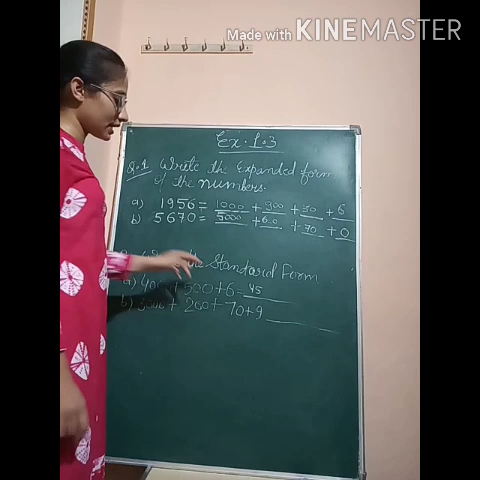 Made with KINEMASTER
Ex. 1.3
Q.1 Write the Expanded form
of the numbers.
a) 1956 = 1000 + 900 + 50 + 6
b) 5670 = 5000 + 600 + 70 + 0
the Standard Form
a) + 500 + 6 = 45
b) + 200 + 70 + 9